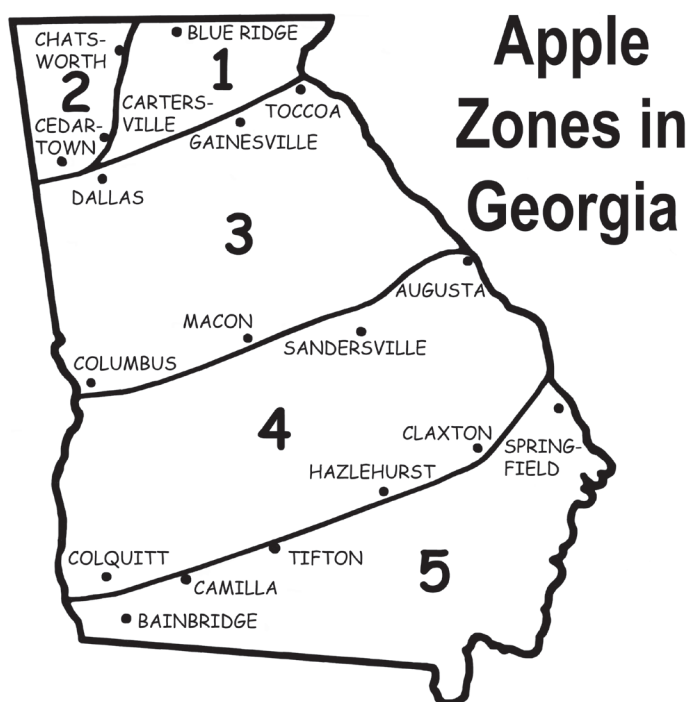 Apple
Zones in
Georgia
CHATS-
WORTH
BLUE RIDGE
1
2
CARTERS-
VILLE
TOCCOA
CEDAR-
TOWN
GAINESVILLE
DALLAS
3
AUGUSTA
MACON
SANDERSVILLE
COLUMBUS
4
CLAXTON
SPRING-
FIELD
HAZLEHURST
COLQUITT
TIFTON
5
CAMILLA
BAINBRIDGE